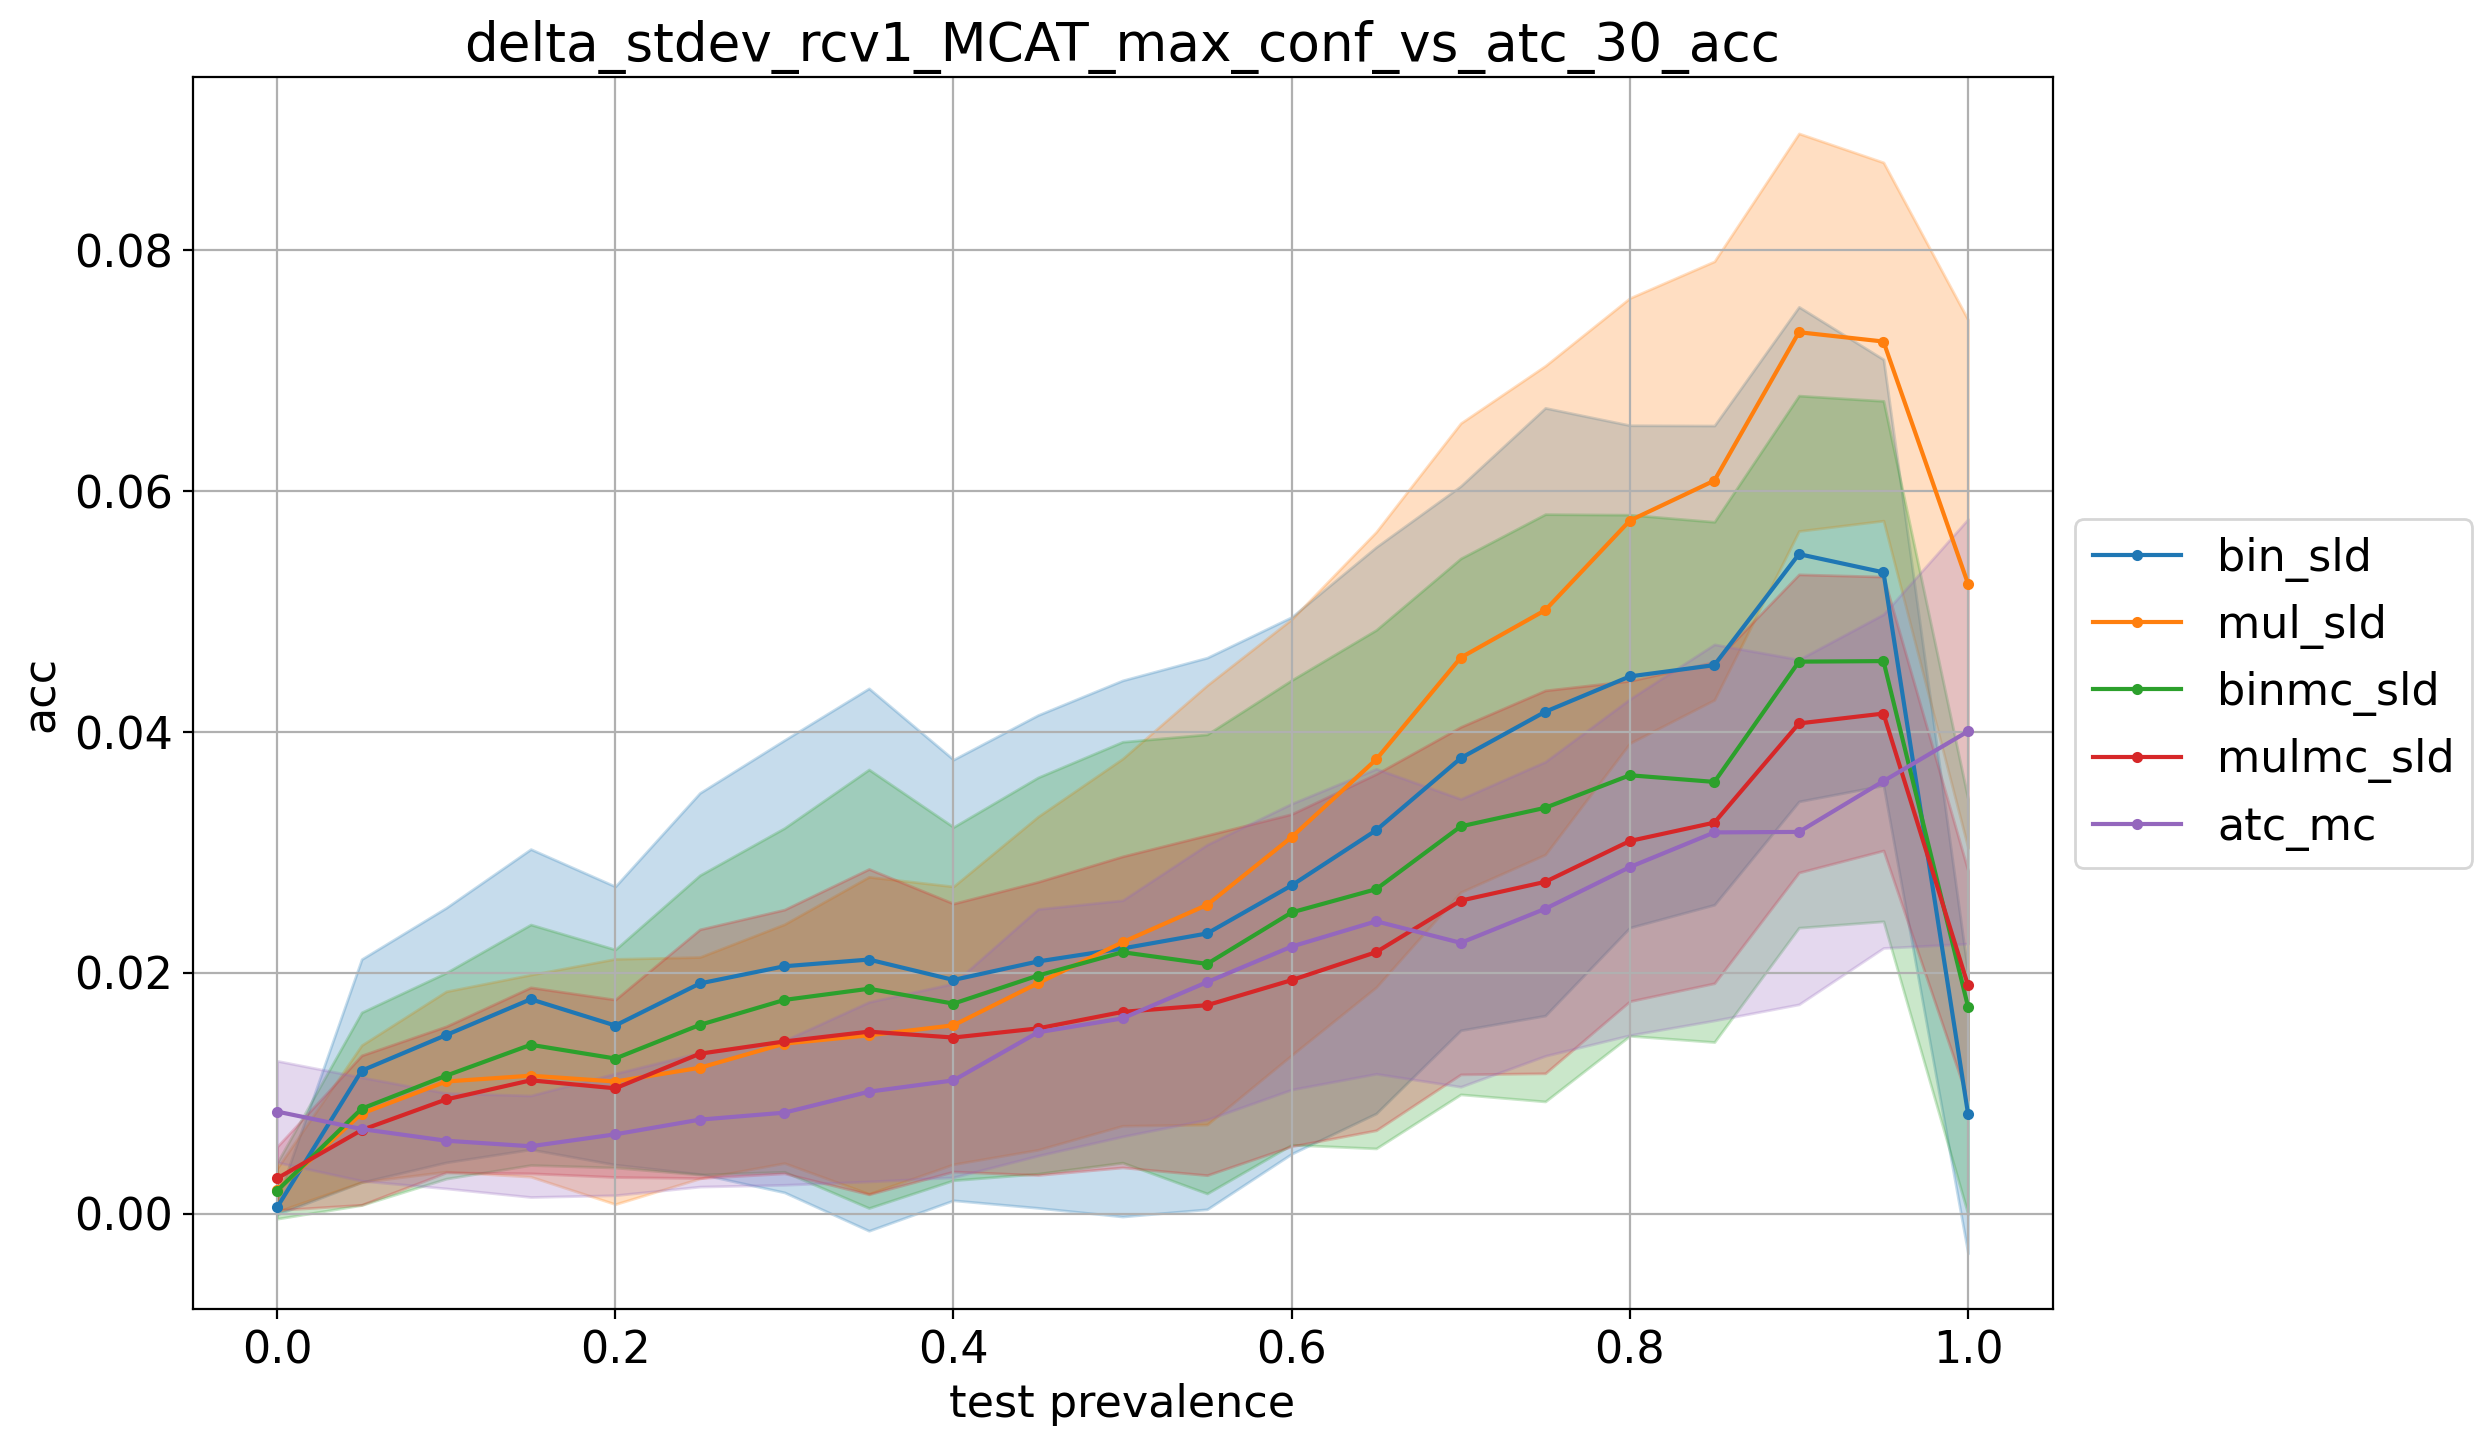 delta_stdev_rcv1_MCAT_max_conf_vs_atc_30_acc
acc
0.08
0.06
0.04
0.02
0.00
0.0 0.2 0.4 0.6 0.8 1.0
test prevalence
bin_sld
mul_sld
binmc_sld
mulmc_sld
atc_mc